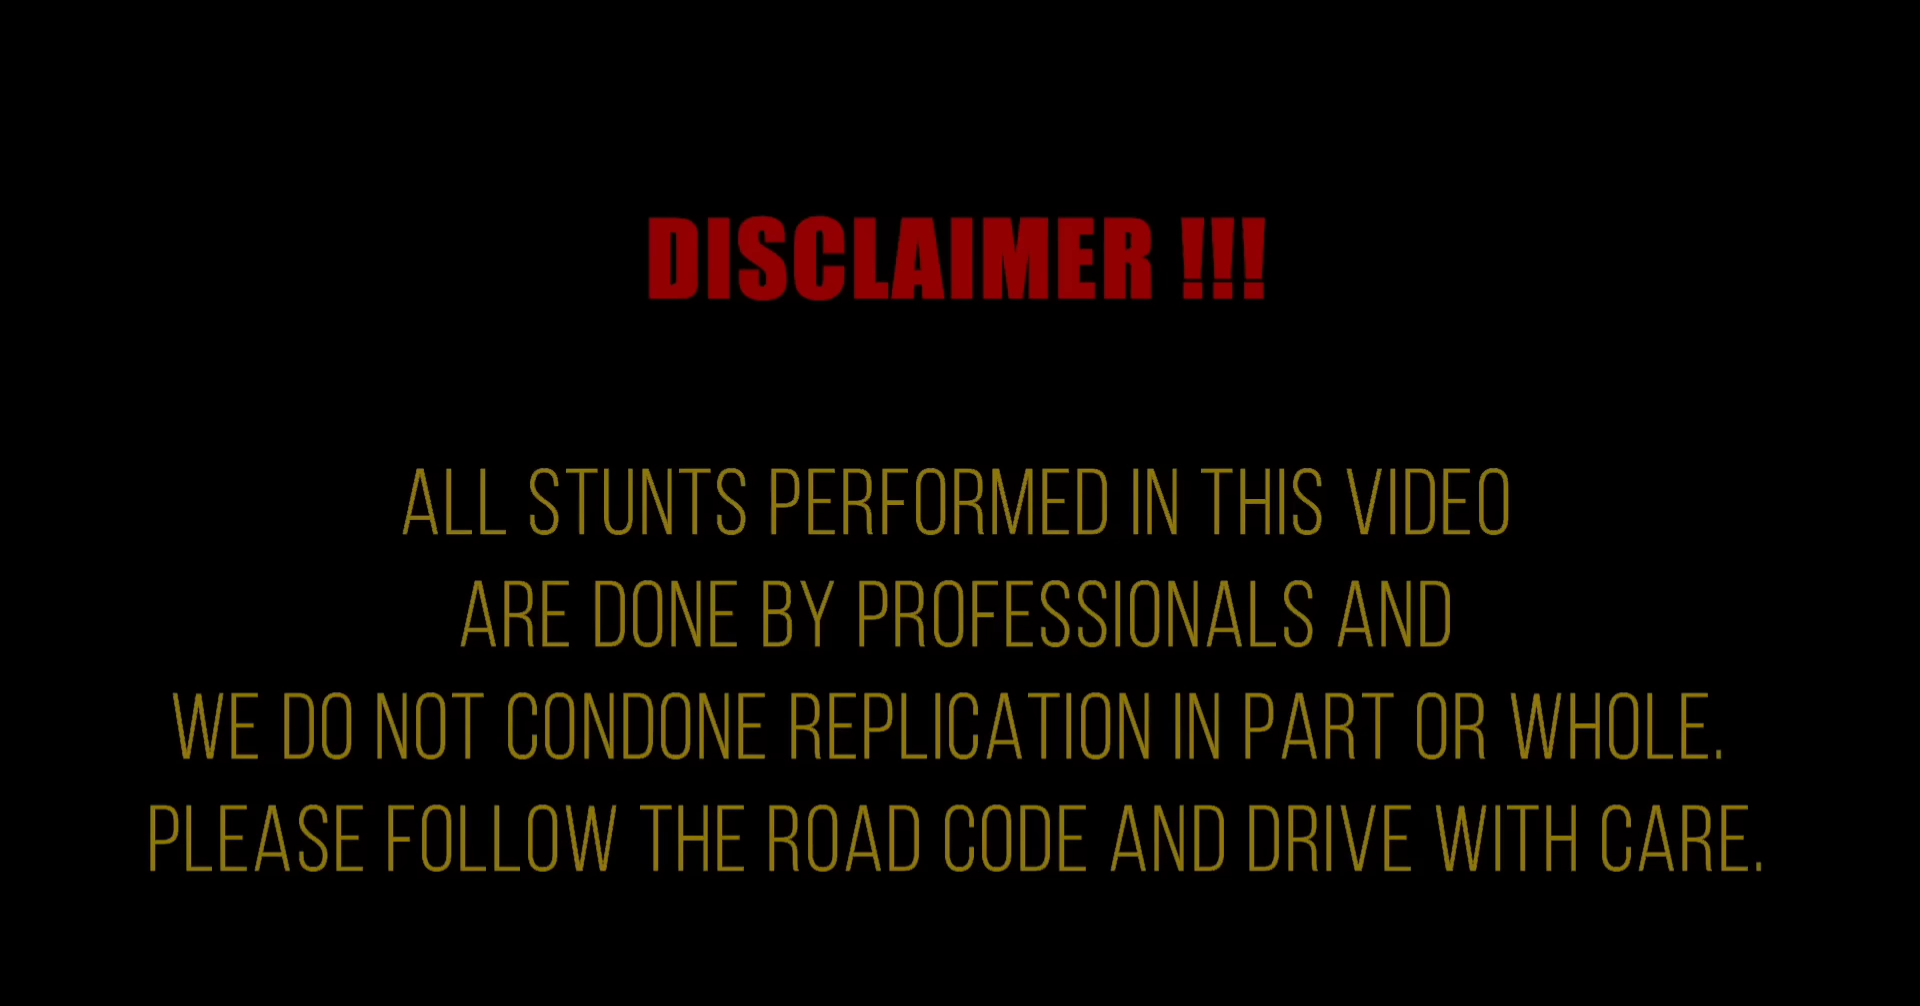 DISCLAIMER !!!
ALL STUNTS PERFORMED IN THIS VIDEO
ARE DONE BY PROFESSIONALS AND
WE DO NOT CONDONE REPLICATION IN PART OR WHOLE.
PLEASE FOLLOW THE ROAD CODE AND DRIVE WITH CARE.